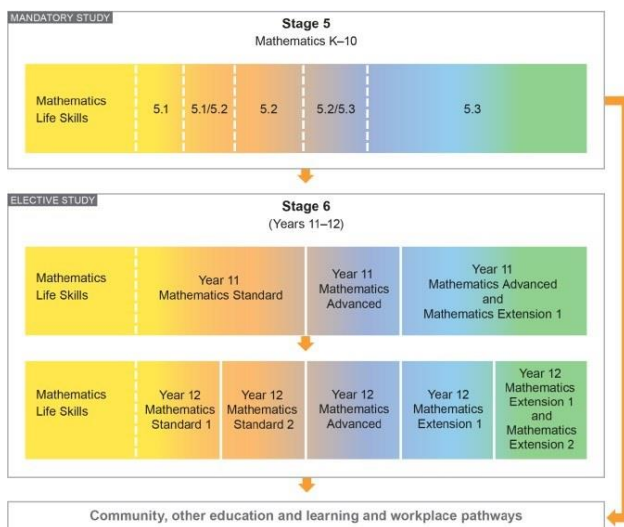 MANDATORY STUDY
Stage 5
Mathematics K–10
Mathematics
Life Skills
5.1
5.1/5.2
5.2
5.2/5.3
5.3
ELECTIVE STUDY
Stage 6
(Years 11–12)
Mathematics
Life Skills
Year 11
Mathematics Standard
Year 11
Mathematics
Advanced
Year 11
Mathematics Advanced
and
Mathematics Extension 1
Mathematics
Life Skills
Year 12
Mathematics
Standard 1
Year 12
Mathematics
Standard 2
Year 12
Mathematics
Advanced
Year 12
Mathematics
Extension 1
Year 12
Mathematics
Extension 1
and
Mathematics
Extension 2
Community, other education and learning and workplace pathways